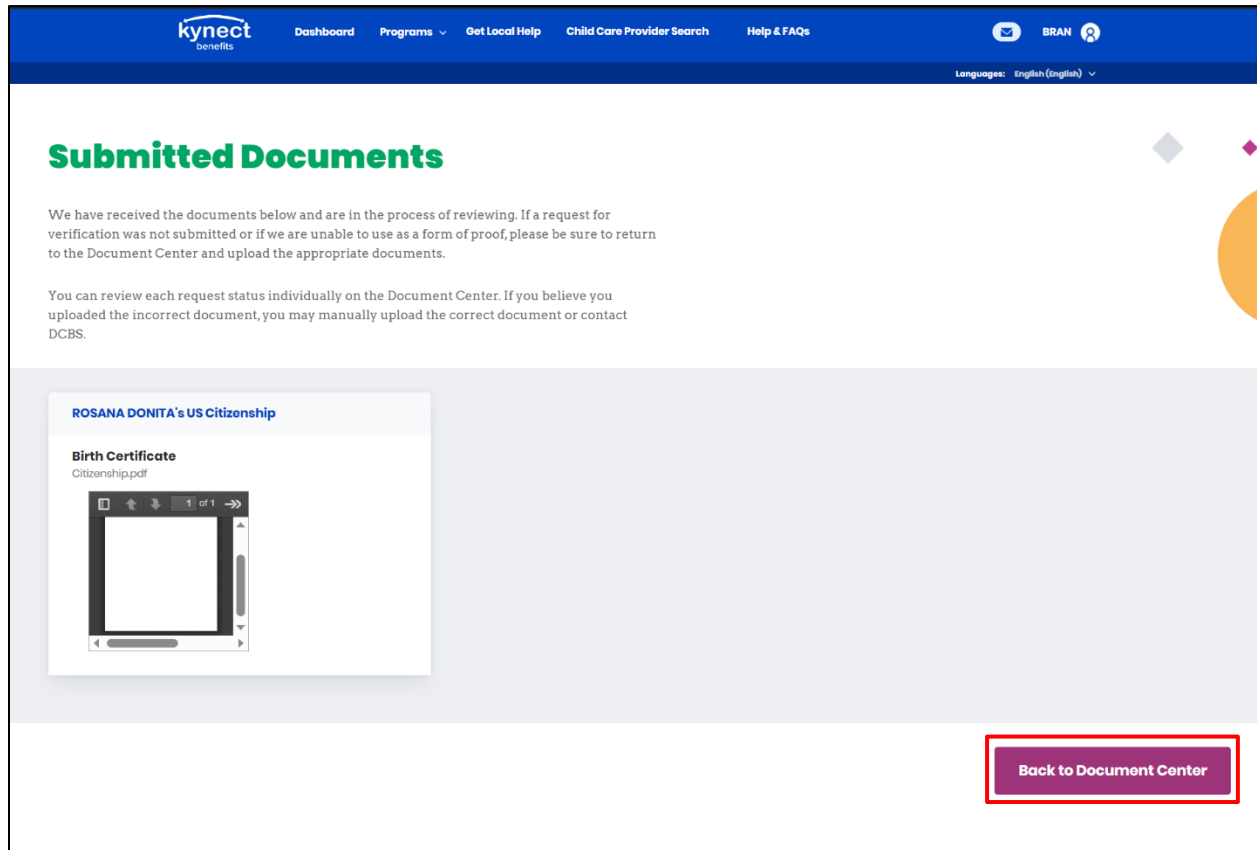 kynect
benefits
Dashboard Programs Get Local Help Child Care Provider Search Help & FAQs BRAN
Languages: English (English)
Submitted Documents
We have received the documents below and are in the process of reviewing. If a request for
verification was not submitted or if we are unable to use as a form of proof, please be sure to return
to the Document Center and upload the appropriate documents.
You can review each request status individually on the Document Center. If you believe you
uploaded the incorrect document, you may manually upload the correct document or contact
DCBS.
ROSANA DONITA's US Citizenship
Birth Certificate
Citizenship.pdf
1 of 1
Back to Document Center